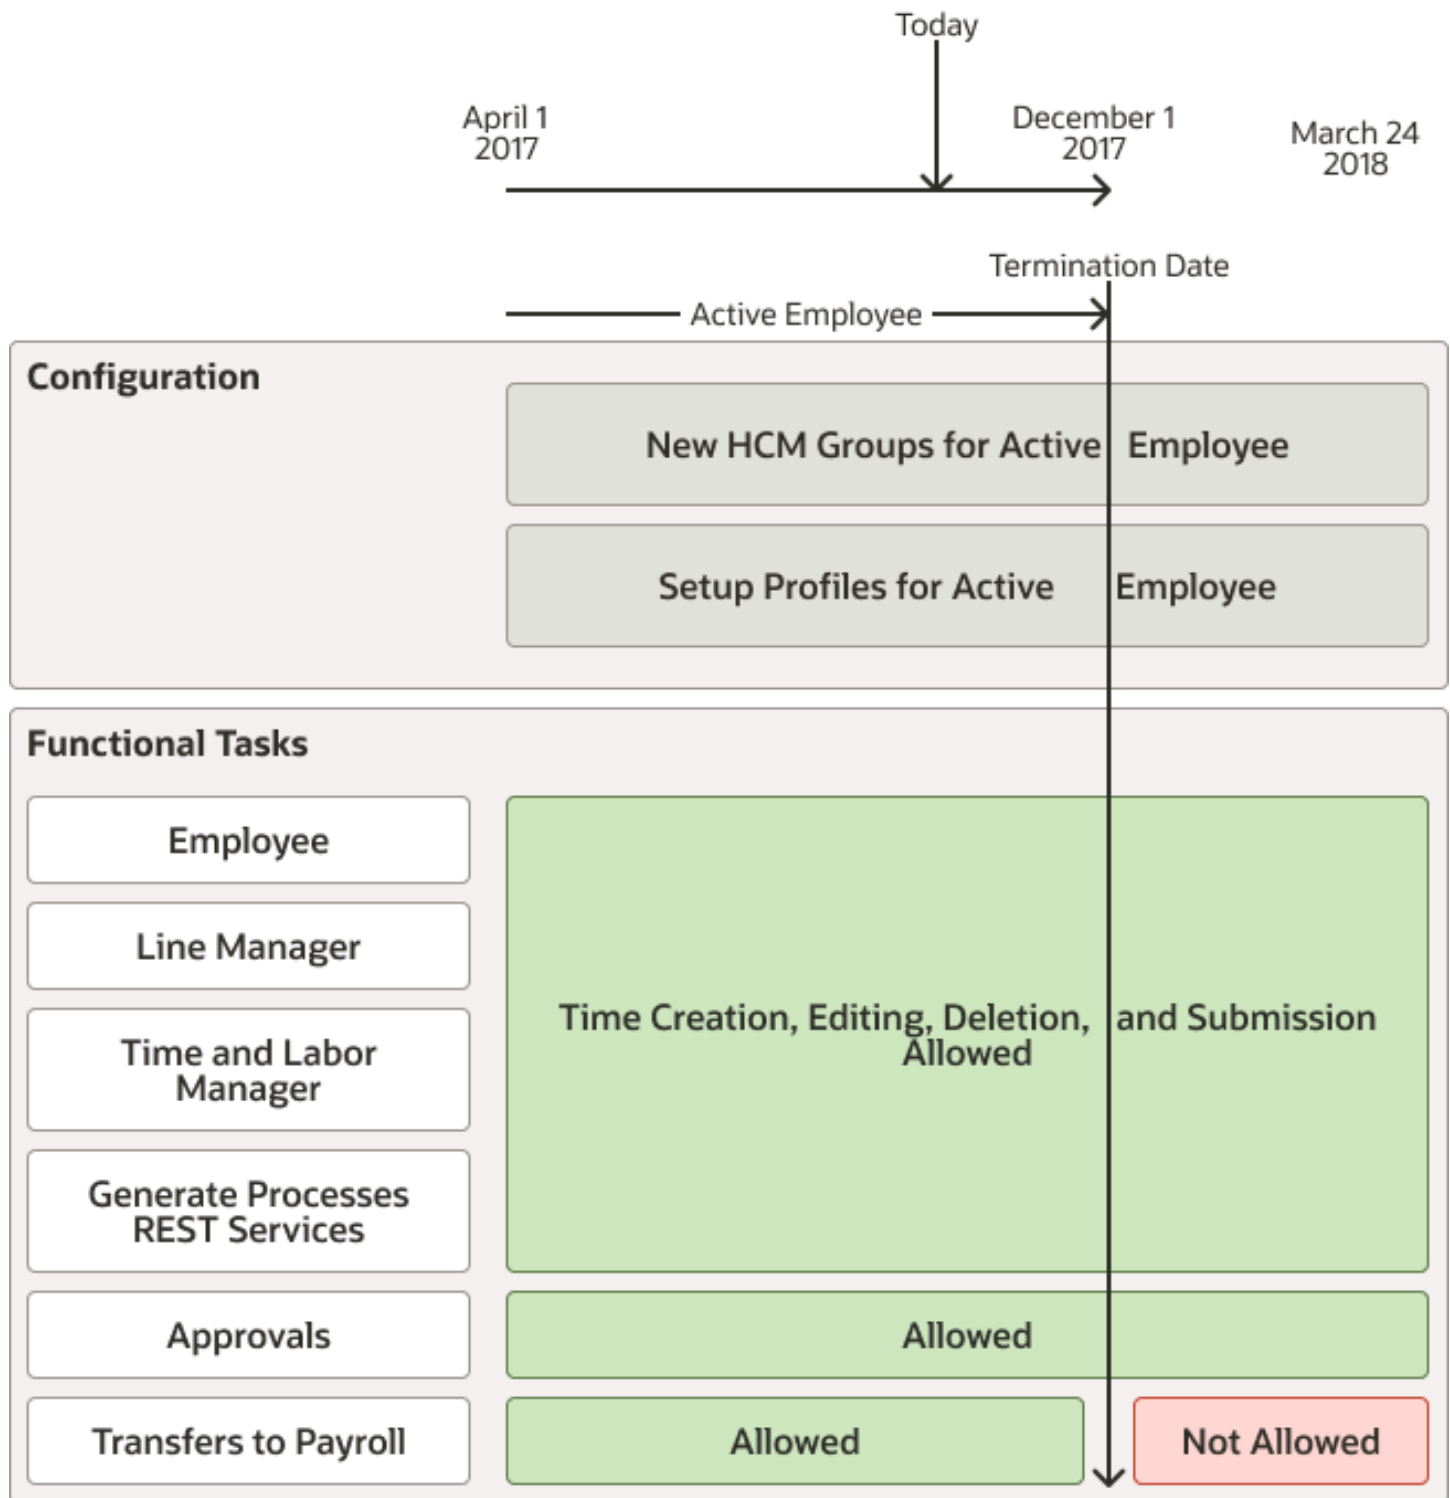 Today
April 1
2017
December 1
2017
March 24
2018
Termination Date
Active Employee
Configuration
New HCM Groups for Active Employee
Setup Profiles for Active Employee
Functional Tasks
Employee
Line Manager
Time and Labor
Manager
Generate Processes
REST Services
Time Creation, Editing, Deletion, and Submission
Allowed
Approvals
Allowed
Transfers to Payroll
Allowed
Not Allowed